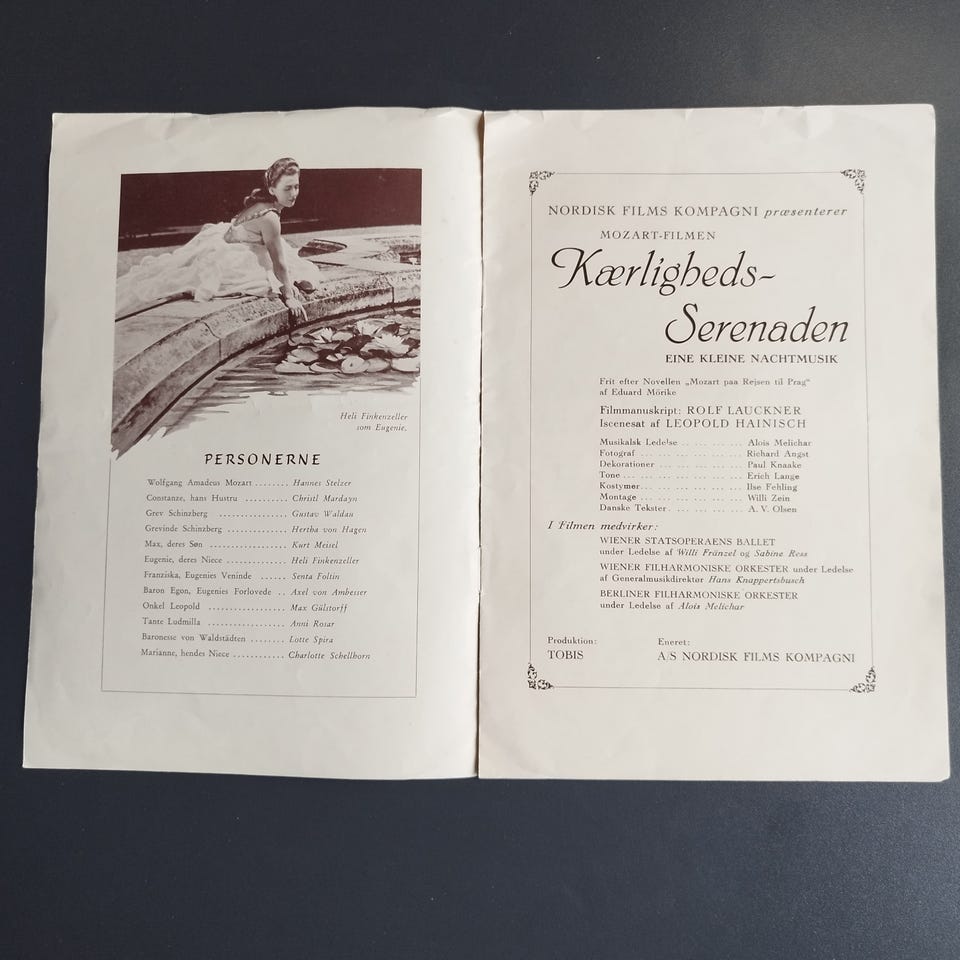 Heli Finkenzeller
som Eugenie.
PERSONERNE
Wolfgang Amadeus Mozart ........ Hannes Stelzer
Constanze, hans Hustru .......... Christl Mardayn
Grev Schinzberg ................ Gustav Waldau
Grevinde Schinzberg .............. Hertha von Hagen
Max, deres Søn .................. Kurt Meisel
Eugenie, deres Niece .............. Heli Finkenzeller
Franziska, Eugenies Veninde ...... Senta Foltin
Baron Egon, Eugenies Forlovede .. Axel von Ambesser
Onkel Leopold .................. Max Gülstorff
Tante Ludmilla .................. Anni Rosar
Baronesse von Waldstädten ........ Lotte Spira
Marianne, hendes Niece ............ Charlotte Schellhorn
NORDISK FILMS KOMPAGNI præsenterer
MOZART-FILMEN
Kærligheds-
Serenaden
EINE KLEINE NACHTMUSIK
Frit efter Novellen „Mozart paa Rejsen til Prag“
af Eduard Mörike
Filmmanuskript: ROLF LAUCKNER
Iscenesat af LEOPOLD HAINISCH
Musikalsk Ledelse .. .. ... ... ... Alois Melichar
Fotograf ... ... ... ... ... ... ... Richard Angst
Dekorationer ... ... ... ... ... ... Paul Knaake
Tone ... ... ... ... ... ... ... ... Erich Lange
Kostymer... ... ... ... ... ... ... Ilse Fehling
Montage ... ... ... ... ... ... ... Willi Zein
Danske Tekster. ... ... ... ... ... A. V. Olsen
I Filmen medvirker:
WIENER STATSOPERAENS BALLET
under Ledelse af Willi Fränzel og Sabine Ress
WIENER FILHARMONISKE ORKESTER under Ledelse
af Generalmusikdirektør Hans Knappertsbusch
BERLINER FILHARMONISKE ORKESTER
under Ledelse af Alois Melichar
Produktion: Eneret:
TOBIS A/S NORDISK FILMS KOMPAGNI